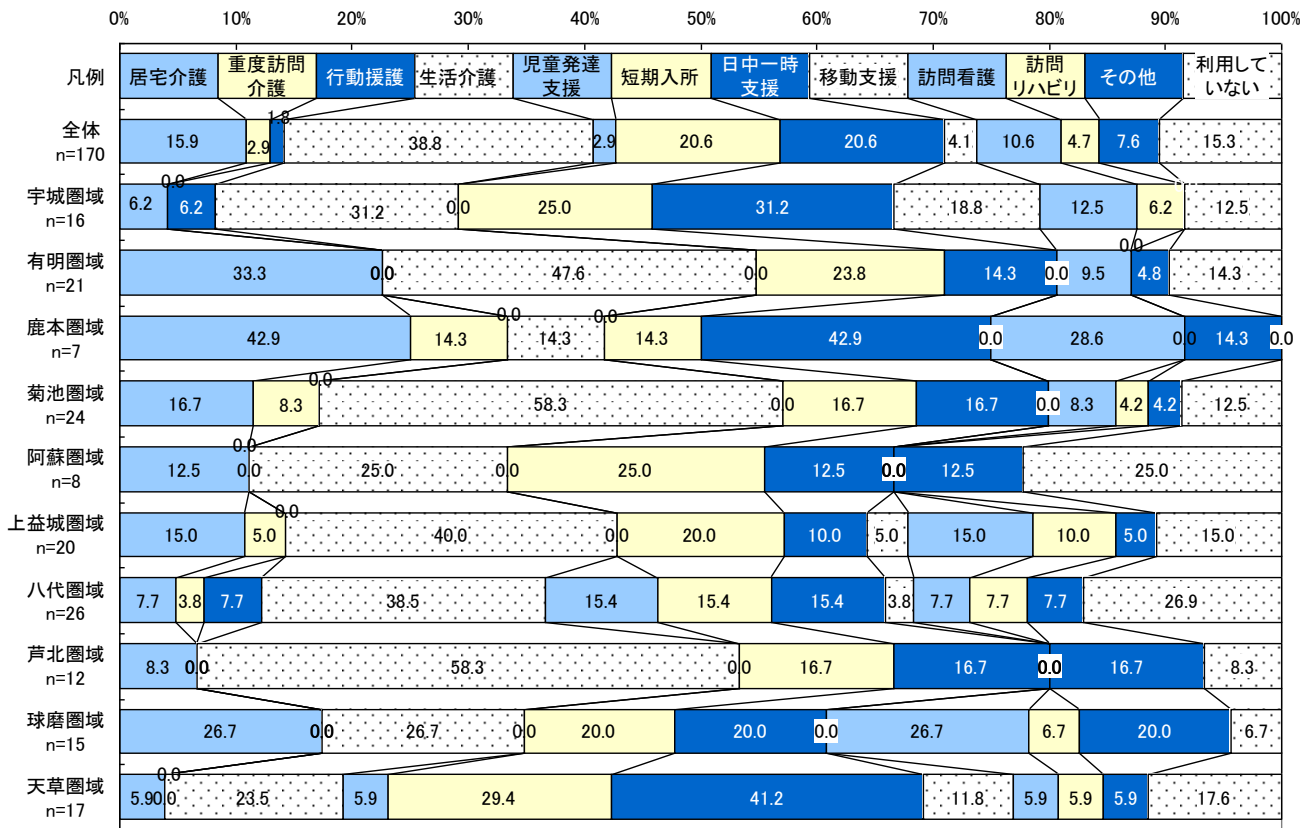 0% 10% 20% 30% 40% 50% 60% 70% 80% 90% 100%
凡例
居宅介護
重度訪問
介護
行動援護
生活介護
児童発達
支援
短期入所
日中一時
支援
移動支援
訪問看護
訪問
リハビリ
その他
利用して
いない
全体
n=170
15.9 2.9 1.8 38.8 2.9 20.6 20.6 4.1 10.6 4.7 7.6 15.3
宇城圏域
n=16
6.2 0.0 6.2 31.2 0.0 25.0 31.2 18.8 12.5 6.2 12.5
有明圏域
n=21
33.3 0.0 47.6 0.0 23.8 14.3 0.0 9.5 0.0 4.8 14.3
鹿本圏域
n=7
42.9 14.3 0.0 14.3 0.0 14.3 42.9 0.0 28.6 0.0 14.3 0.0
菊池圏域
n=24
16.7 8.3 0.0 58.3 0.0 16.7 16.7 0.0 8.3 4.2 4.2 12.5
阿蘇圏域
n=8
12.5 0.0 0.0 25.0 0.0 25.0 12.5 0.0 12.5 25.0
上益城圏域
n=20
15.0 5.0 0.0 40.0 0.0 20.0 10.0 5.0 15.0 10.0 5.0 15.0
八代圏域
n=26
7.7 3.8 7.7 38.5 15.4 15.4 15.4 3.8 7.7 7.7 7.7 26.9
芦北圏域
n=12
8.3 0.0 58.3 0.0 16.7 16.7 0.0 16.7 8.3
球磨圏域
n=15
26.7 0.0 26.7 0.0 20.0 20.0 0.0 26.7 6.7 20.0 6.7
天草圏域
n=17
5.9 0.0 0.0 23.5 5.9 29.4 41.2 11.8 5.9 5.9 5.9 17.6